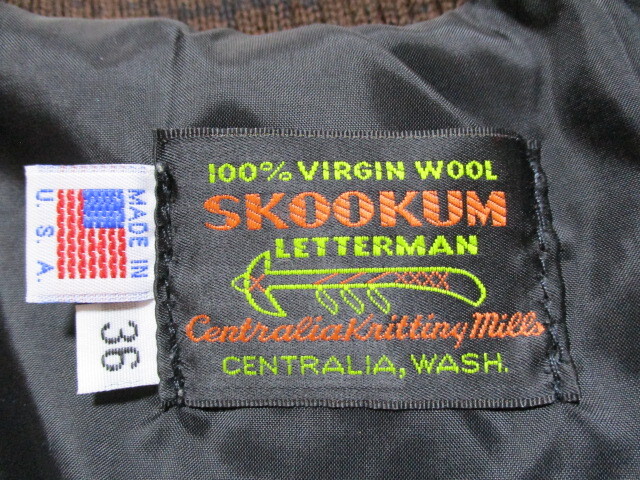 100% VIRGIN WOOL
SKOOKUM
LETTERMAN
Centralia Knitting Mills
CENTRALIA, WASH.
MADE IN
U.S.A.
36